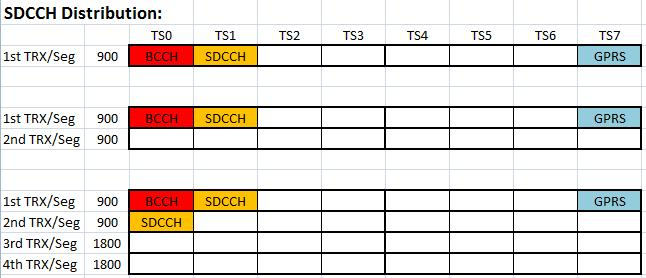 SDCCH Distribution:
TS0 TS1 TS2 TS3 TS4 TS5 TS6 TS7
1st TRX/Seg 900 BCCH SDCCH GPRS
1st TRX/Seg 900 BCCH SDCCH GPRS
2nd TRX/Seg 900
1st TRX/Seg 900 BCCH SDCCH GPRS
2nd TRX/Seg 900 SDCCH
3rd TRX/Seg 1800
4th TRX/Seg 1800